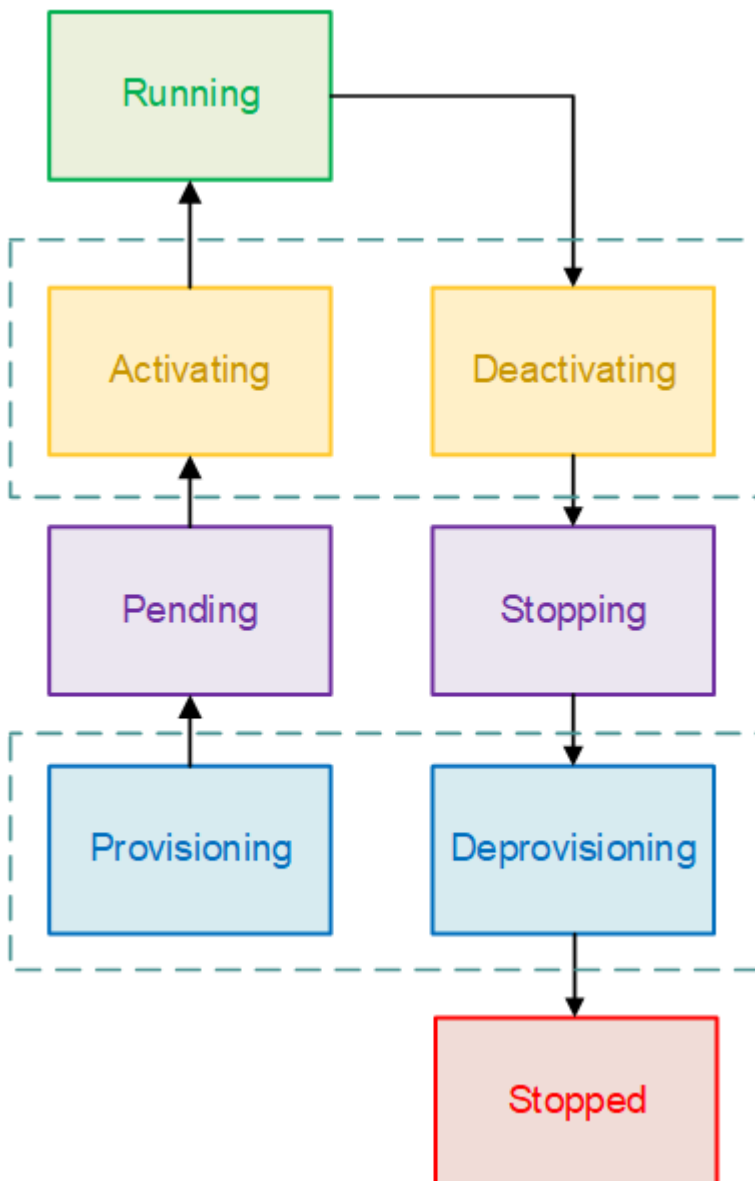 Running
Activating
Deactivating
Pending
Stopping
Provisioning
Deprovisioning
Stopped